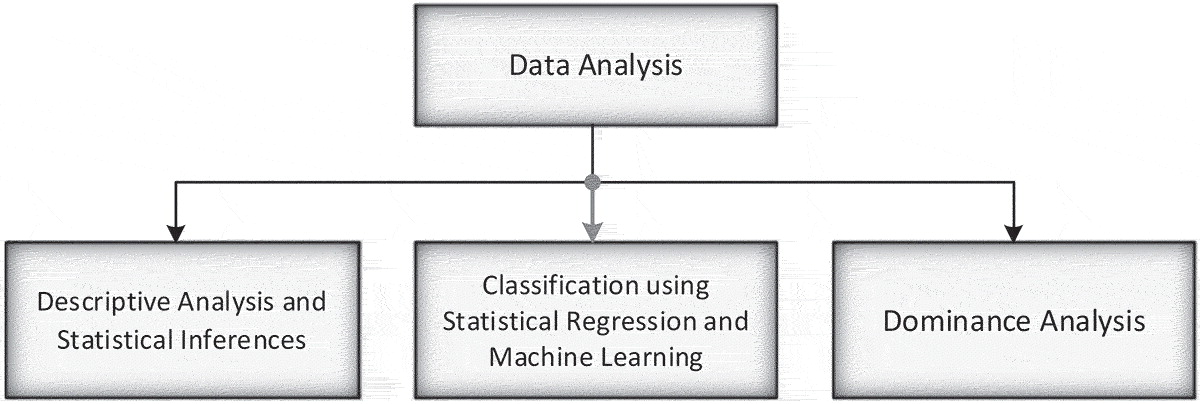 Data Analysis
Descriptive Analysis and
Statistical Inferences
Classification using
Statistical Regression and
Machine Learning
Dominance Analysis